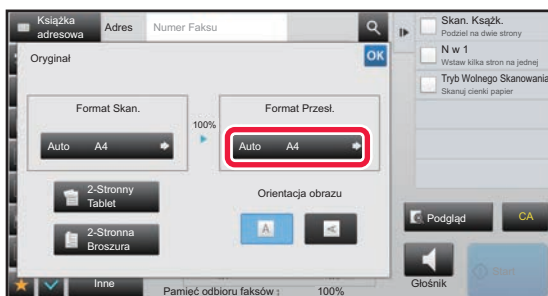 Książka
adresowa
Adres
Numer Faksu
Oryginał
OK
Format Skan.
100%
Format Przesł.
Auto A4
Auto A4
2-Stronny
Tablet
Orientacja obrazu
2-Stronna
Broszura
A
A
Inne
Pamięć odbioru faksów : 100%
Skan. Książk.
Podziel na dwie strony
N w 1
Wstaw kilka stron na jednej
Tryb Wolnego Skanowania
Skanuj cienki papier
Podgląd
CA
Głośnik
Start